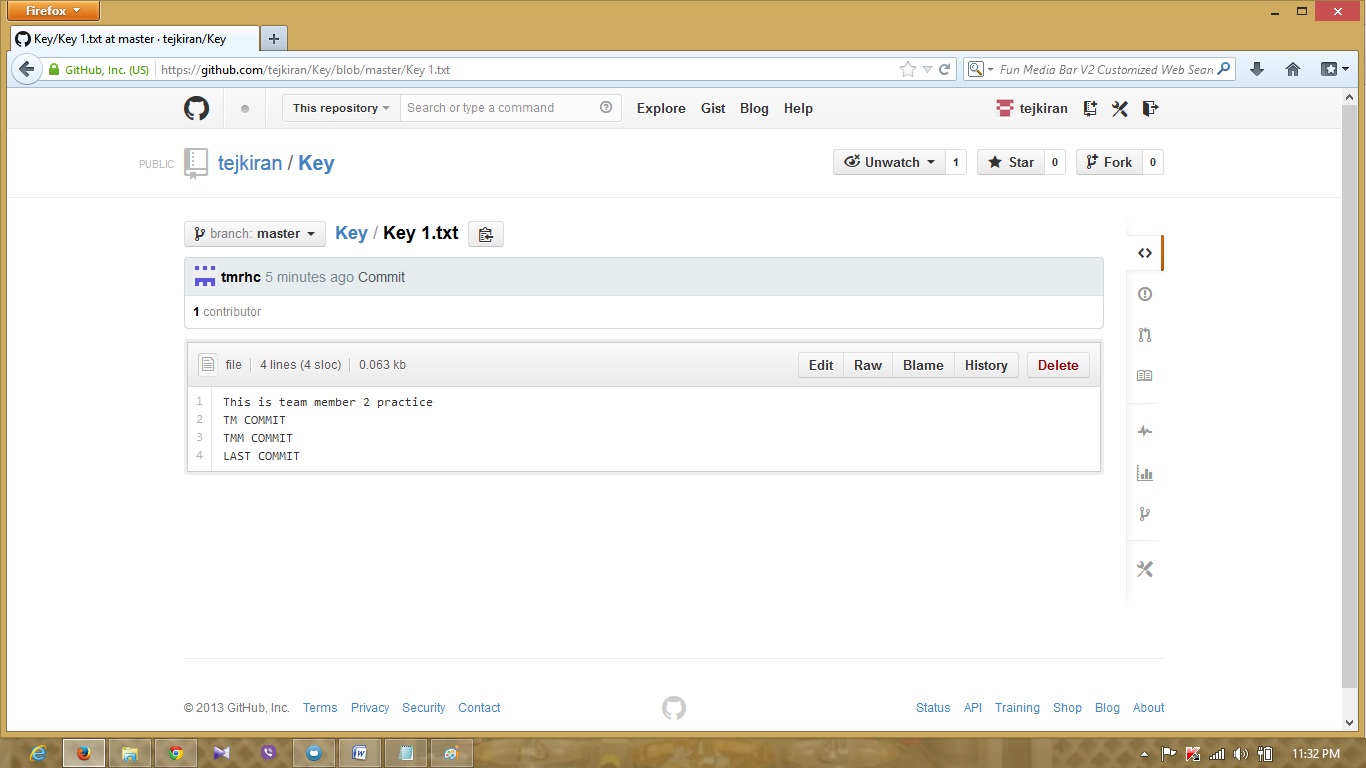 Firefox
Key/Key 1.txt at master · tejkiran/Key
GitHub, Inc. (US) https://github.com/tejkiran/Key/blob/master/Key 1.txt Fun Media Bar V2 Customized Web Sear
This repository Search or type a command Explore Gist Blog Help tejkiran
PUBLIC tejkiran / Key Unwatch 1 Star 0 Fork 0
branch: master Key / Key 1.txt
tmrhc 5 minutes ago Commit
1 contributor
file 4 lines (4 sloc) 0.063 kb Edit Raw Blame History Delete
1 This is team member 2 practice
2 TM COMMIT
3 TMM COMMIT
4 LAST COMMIT
© 2013 GitHub, Inc. Terms Privacy Security Contact Status API Training Shop Blog About
11:32 PM